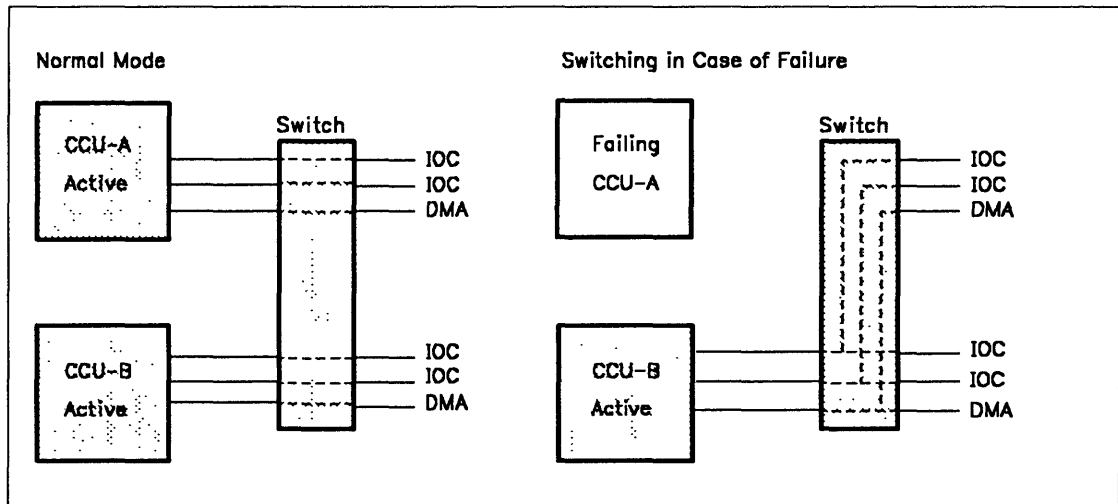 Normal Mode
CCU-A
Active
Switch
IOC
IOC
DMA
CCU-B
Active
IOC
IOC
DMA
Switching in Case of Failure
Failing
CCU-A
Switch
IOC
IOC
DMA
CCU-B
Active
IOC
IOC
DMA